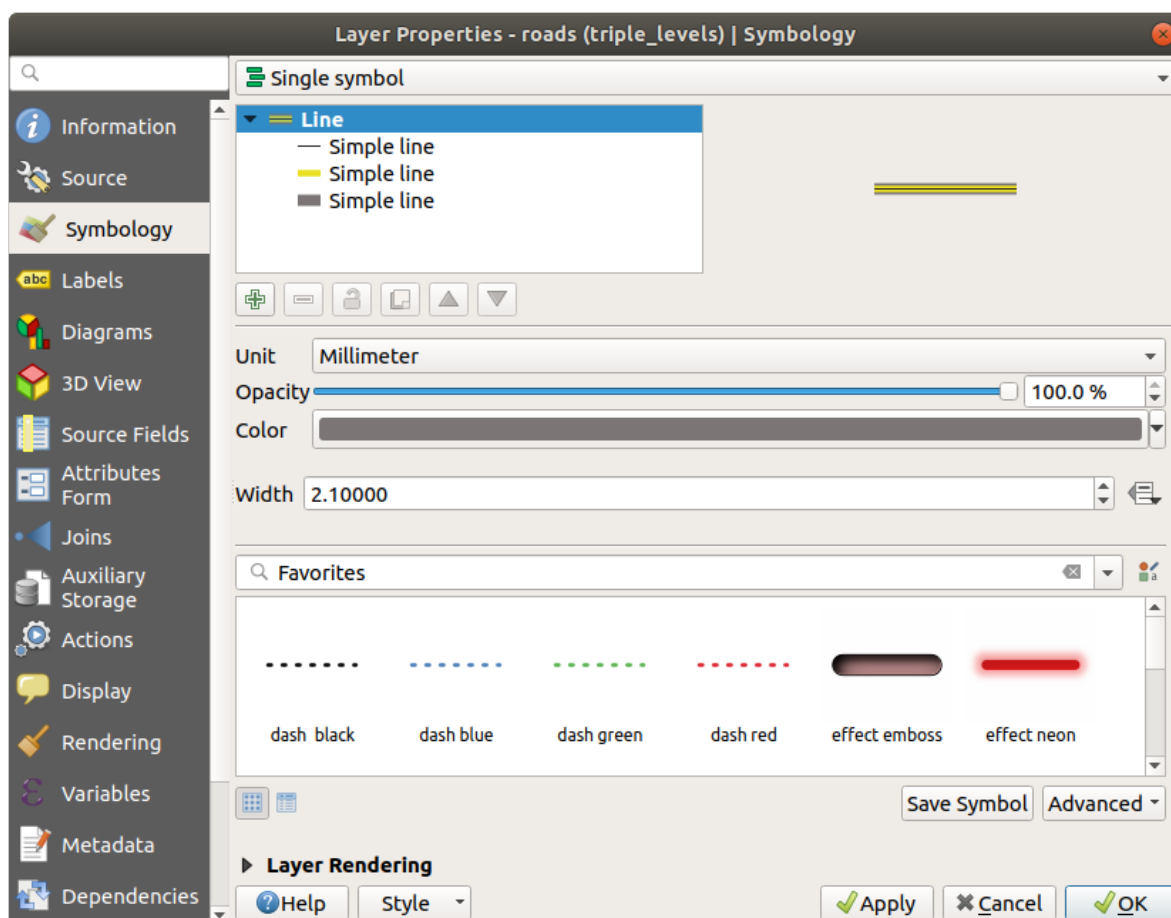 Layer Properties - roads (triple_levels) | Symbology
Single symbol
Information
Source
Symbology
abc Labels
Diagrams
3D View
Source Fields
Attributes
Form
Joins
Auxiliary
Storage
Actions
Display
Rendering
Variables
Metadata
Dependencies
Line
Simple line
Simple line
Simple line
Unit Millimeter
Opacity 100.0 %
Color
Width 2.10000
Favorites
dash black dash blue dash green dash red effect emboss effect neon
Save Symbol Advanced
Layer Rendering
Help Style Apply Cancel OK